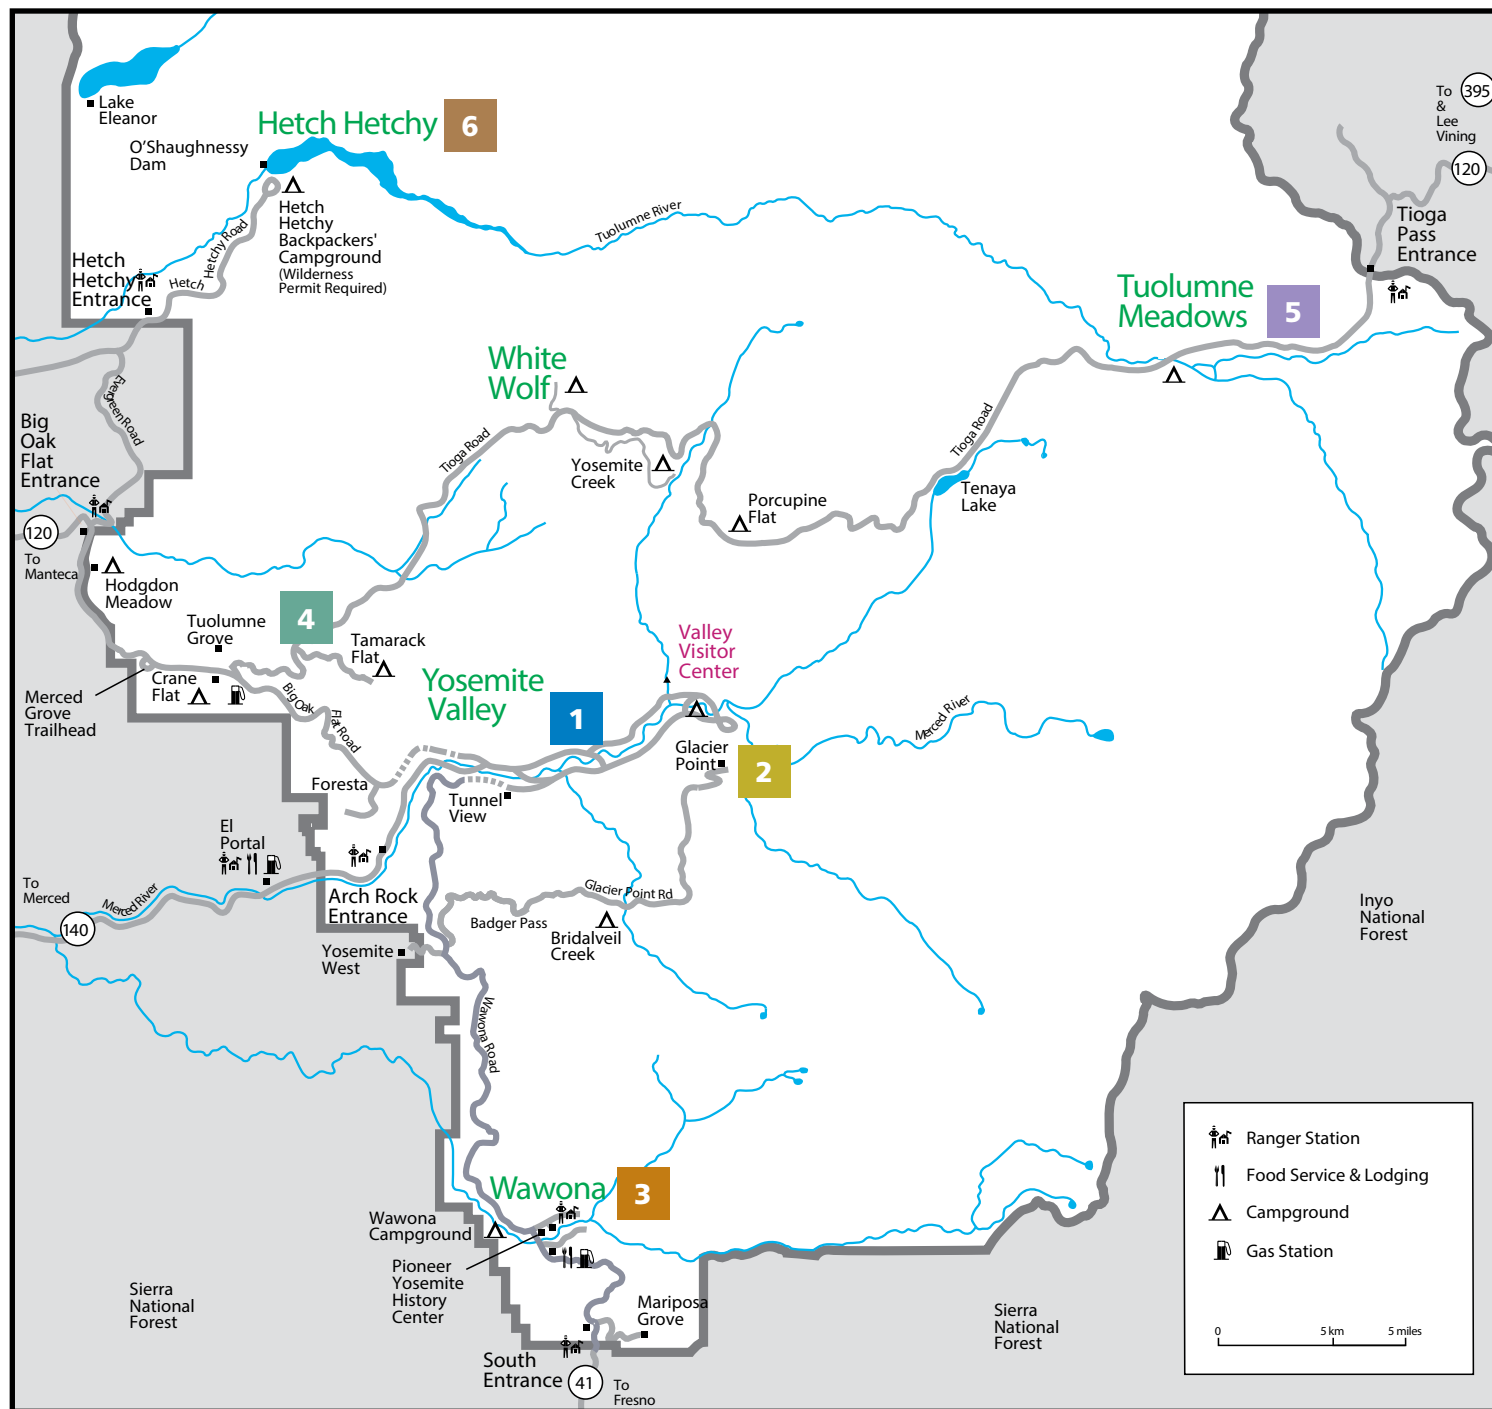 Lake
Eleanor
Hetch Hetchy
6
O'Shaughnessy
Dam
Hetch
Hetchy
Backpackers'
Campground
(Wilderness
Permit Required)
Hetch
Hetchy
Entrance
Hetch
Hetchy Road
Tuolumne River
To
&
Lee
Vining
395
120
Tioga
Pass
Entrance
Tuolumne
Meadows
5
White
Wolf
Evergreen Road
Big
Oak
Flat
Entrance
120
To
Manteca
Tioga Road
Yosemite
Creek
Porcupine
Flat
Tioga Road
Tenaya
Lake
Hodgdon
Meadow
4
Tuolumne
Grove
Tamarack
Flat
Crane
Flat
Merced
Grove
Trailhead
Big Oak
Flat Road
Yosemite
Valley
1
Valley
Visitor
Center
Merced River
Glacier
Point
2
Foresta
Tunnel
View
El
Portal
To
Merced
Merced River
140
Arch Rock
Entrance
Glacier Point Rd
Badger Pass
Bridalveil
Creek
Yosemite
West
Inyo
National
Forest
Wawona Road
Wawona
3
Wawona
Campground
Pioneer
Yosemite
History
Center
Mariposa
Grove
South
Entrance
41
To
Fresno
Sierra
National
Forest
Sierra
National
Forest
Ranger Station
Food Service & Lodging
Campground
Gas Station
0
5 km
5 miles